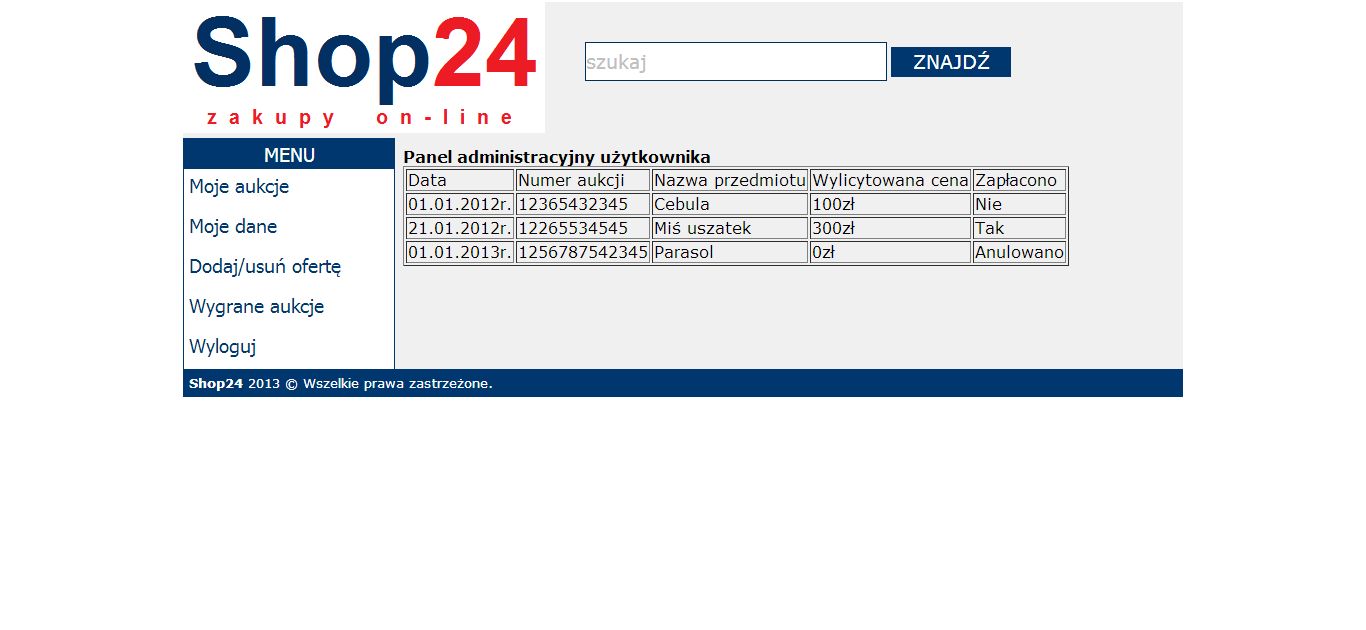 Shop24
zakupy on-line
szukaj
ZNAJDŹ
MENU
Moje aukcje
Moje dane
Dodaj/usuń ofertę
Wygrane aukcje
Wyloguj
Panel administracyjny użytkownika
Data Numer aukcji Nazwa przedmiotu Wylicytowana cena Zapłacono
01.01.2012r. 12365432345 Cebula 100zł Nie
21.01.2012r. 12265534545 Miś uszatek 300zł Tak
01.01.2013r. 1256787542345 Parasol 0zł Anulowano
Shop24 2013 © Wszelkie prawa zastrzeżone.